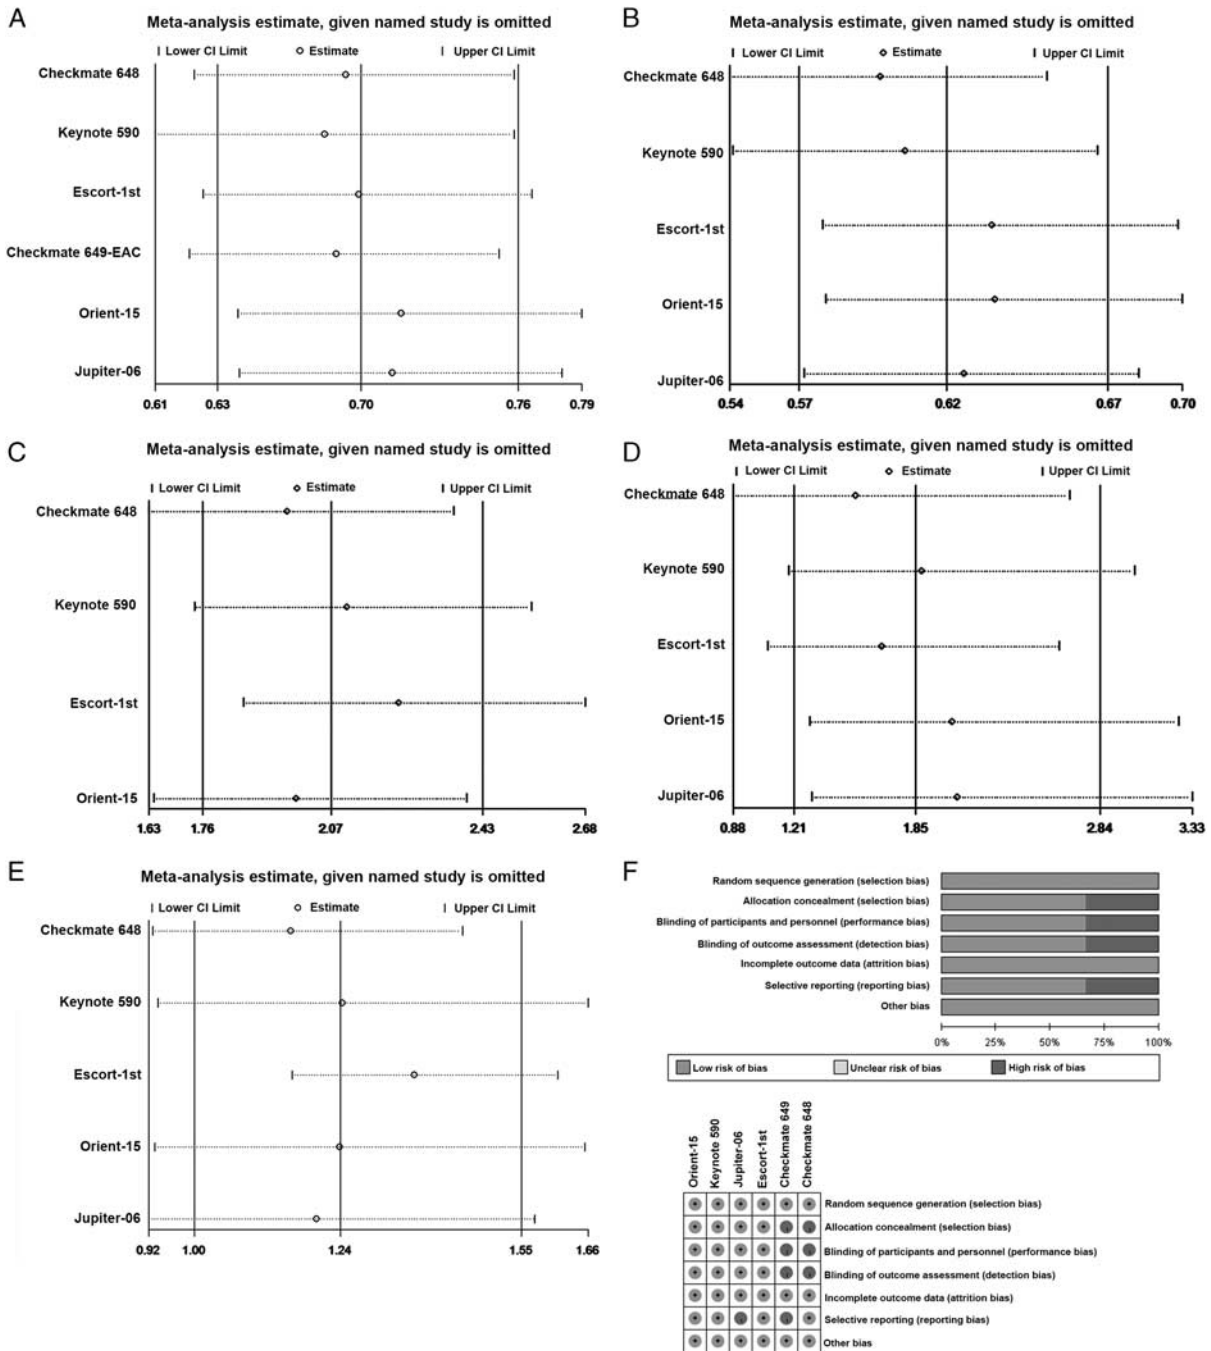 A
Meta-analysis estimate, given named study is omitted
| Lower CI Limit ○ Estimate | Upper CI Limit
Checkmate 648
Keynote 590
Escort-1st
Checkmate 649-EAC
Orient-15
Jupiter-06
0.61 0.63 0.70 0.76 0.79
B
Meta-analysis estimate, given named study is omitted
| Lower CI Limit ◇ Estimate | Upper CI Limit
Checkmate 648
Keynote 590
Escort-1st
Orient-15
Jupiter-06
0.54 0.57 0.62 0.67 0.70
C
Meta-analysis estimate, given named study is omitted
| Lower CI Limit ◇ Estimate | Upper CI Limit
Checkmate 648
Keynote 590
Escort-1st
Orient-15
1.63 1.76 2.07 2.43 2.68
D
Meta-analysis estimate, given named study is omitted
| Lower CI Limit ◇ Estimate | Upper CI Limit
Checkmate 648
Keynote 590
Escort-1st
Orient-15
Jupiter-06
0.88 1.21 1.85 2.84 3.33
E
Meta-analysis estimate, given named study is omitted
| Lower CI Limit ○ Estimate | Upper CI Limit
Checkmate 648
Keynote 590
Escort-1st
Orient-15
Jupiter-06
0.92 1.00 1.24 1.55 1.66
F
Random sequence generation (selection bias)
Allocation concealment (selection bias)
Blinding of participants and personnel (performance bias)
Blinding of outcome assessment (detection bias)
Incomplete outcome data (attrition bias)
Selective reporting (reporting bias)
Other bias
0% 25% 50% 75% 100%
Low risk of bias Unclear risk of bias High risk of bias
Orient-15
Keynote 590
Jupiter-06
Escort-1st
Checkmate 649
Checkmate 648
Random sequence generation (selection bias)
Allocation concealment (selection bias)
Blinding of participants and personnel (performance bias)
Blinding of outcome assessment (detection bias)
Incomplete outcome data (attrition bias)
Selective reporting (reporting bias)
Other bias